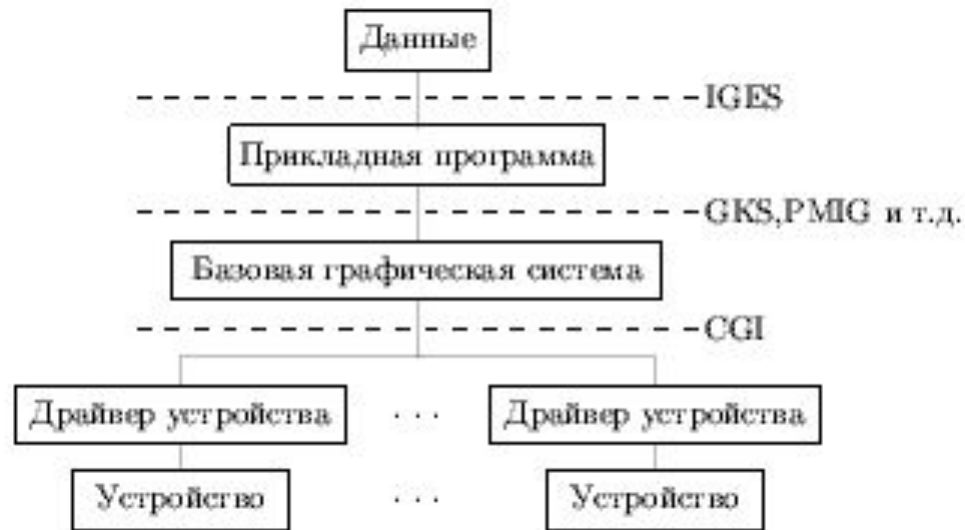 Данные
IGES
Прикладная программа
GKS,PMIG и т.д.
Базовая графическая система
CGI
Драйвер устройства . . . Драйвер устройства
Устройство . . . Устройство